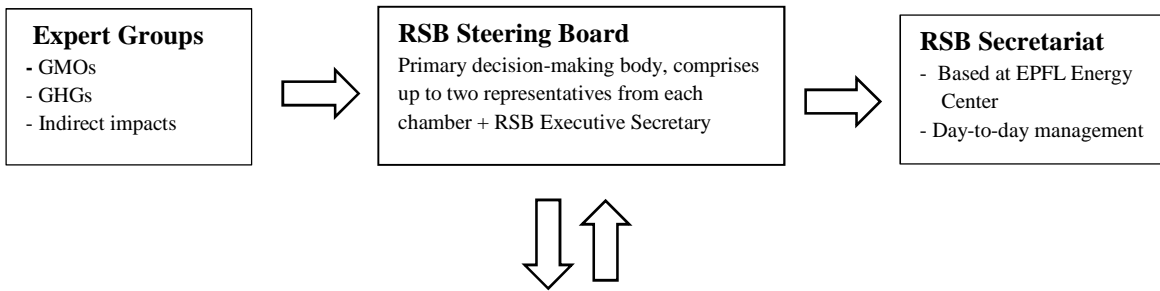 Expert Groups
- GMOs
- GHGs
- Indirect impacts
RSB Steering Board
Primary decision-making body, comprises
up to two representatives from each
chamber + RSB Executive Secretary
RSB Secretariat
- Based at EPFL Energy
Center
- Day-to-day management